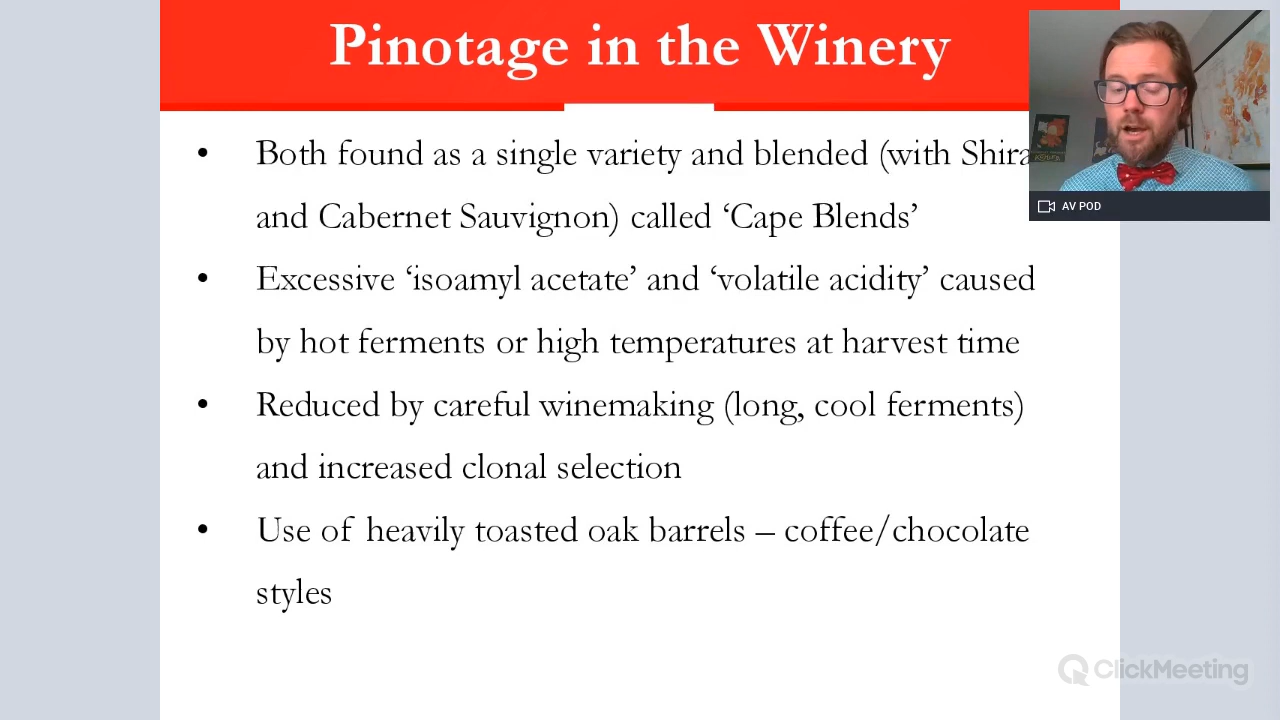 Pinotage in the Winery
• Both found as a single variety and blended (with Shira
and Cabernet Sauvignon) called ‘Cape Blends’
• Excessive ‘isoamyl acetate’ and ‘volatile acidity’ caused
by hot ferments or high temperatures at harvest time
• Reduced by careful winemaking (long, cool ferments)
and increased clonal selection
• Use of heavily toasted oak barrels – coffee/chocolate
styles
AV POD
ClickMeeting